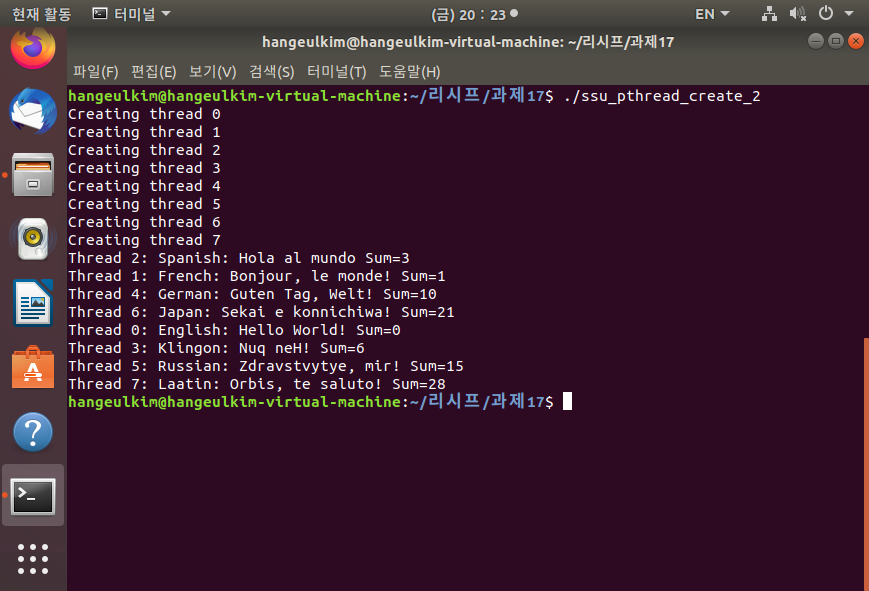 현재 활동 터미널 (금) 20 : 23 EN
hangeulkim@hangeulkim-virtual-machine: ~/리시프/과제17
파일(F) 편집(E) 보기(V) 검색(S) 터미널(T) 도움말(H)
hangeulkim@hangeulkim-virtual-machine:~/리시프/과제17$ ./ssu_pthread_create_2
Creating thread 0
Creating thread 1
Creating thread 2
Creating thread 3
Creating thread 4
Creating thread 5
Creating thread 6
Creating thread 7
Thread 2: Spanish: Hola al mundo Sum=3
Thread 1: French: Bonjour, le monde! Sum=1
Thread 4: German: Guten Tag, Welt! Sum=10
Thread 6: Japan: Sekai e konnichiwa! Sum=21
Thread 0: English: Hello World! Sum=0
Thread 3: Klingon: Nuq neH! Sum=6
Thread 5: Russian: Zdravstvytye, mir! Sum=15
Thread 7: Laatin: Orbis, te saluto! Sum=28
hangeulkim@hangeulkim-virtual-machine:~/리시프/과제17$